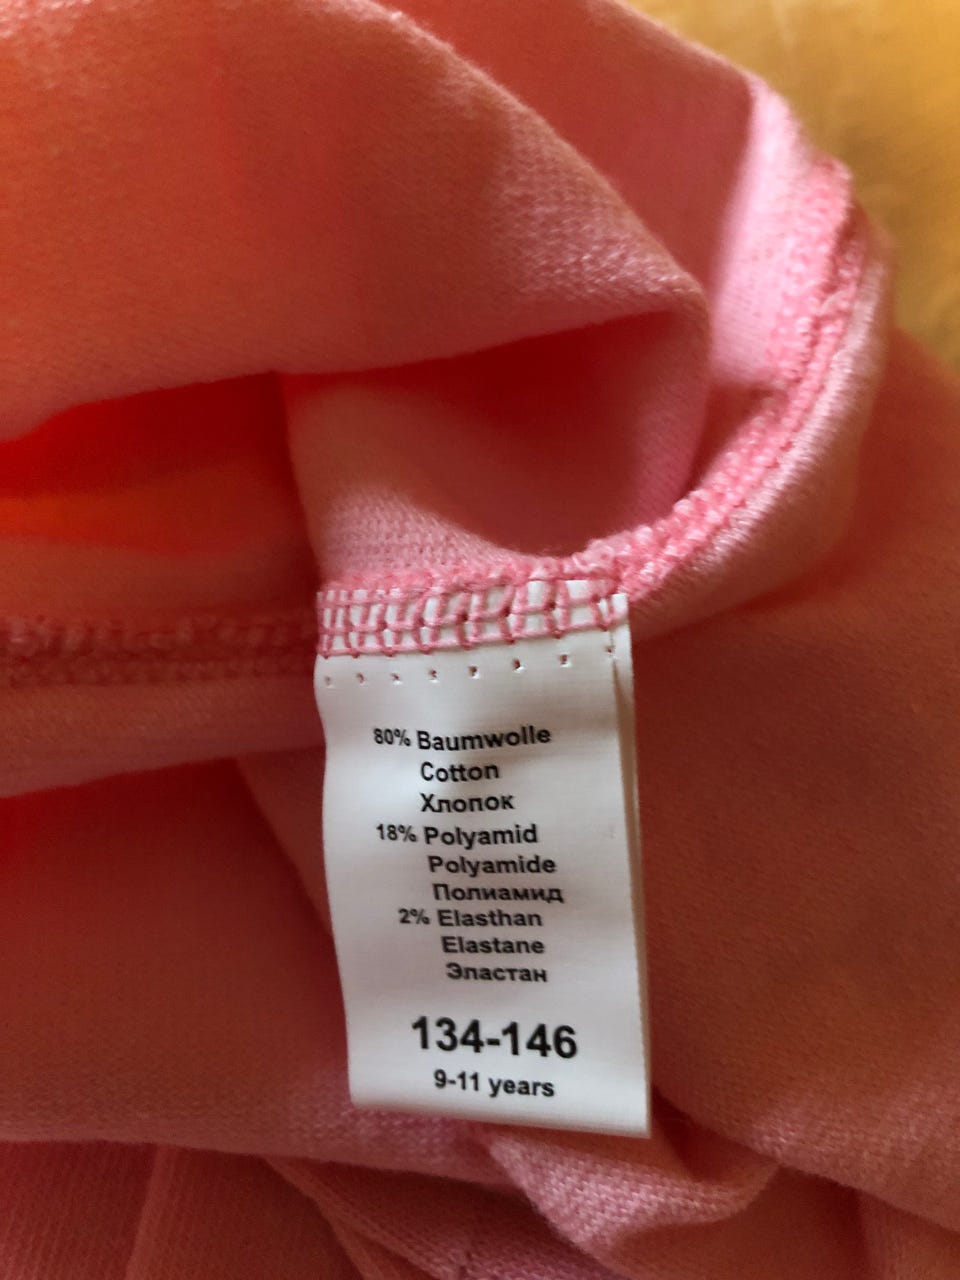 80% Baumwolle
Cotton
Хлопок
18% Polyamid
Polyamide
Полиамид
2% Elasthan
Elastane
Эластан
134-146
9-11 years